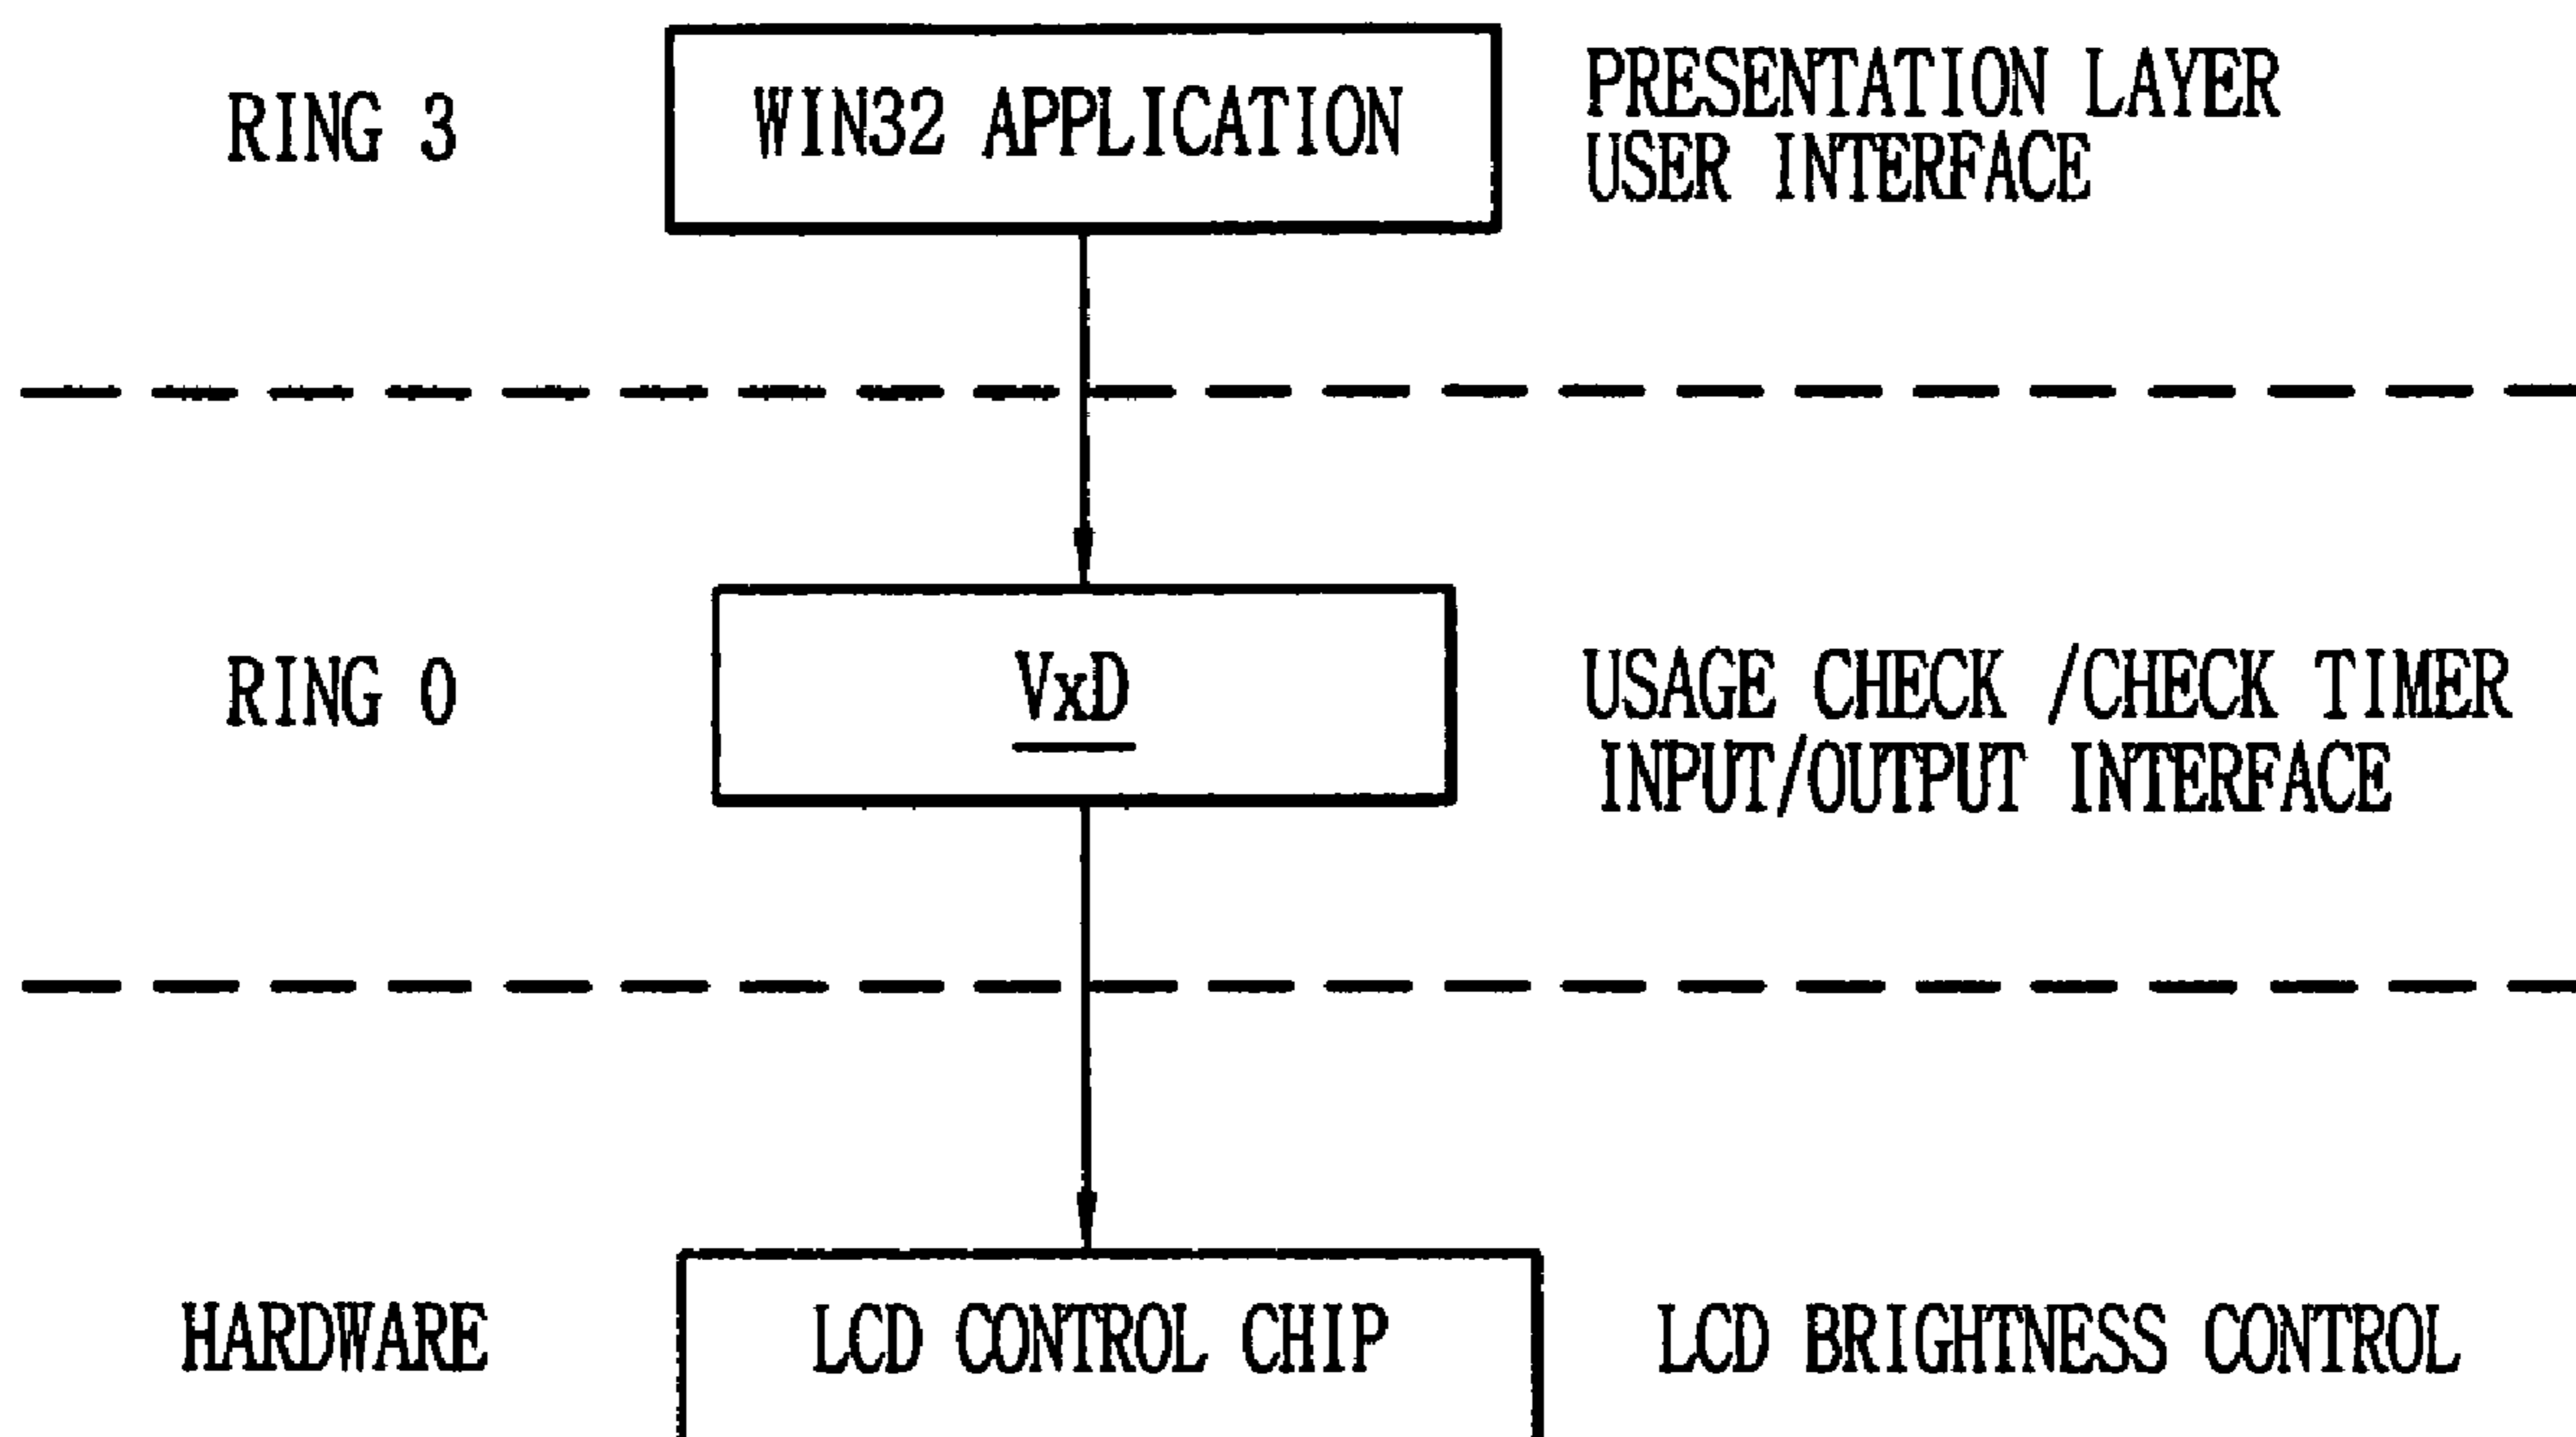 RING 3
WIN32 APPLICATION
PRESENTATION LAYER
USER INTERFACE
RING 0
VxD
USAGE CHECK /CHECK TIMER
INPUT/OUTPUT INTERFACE
HARDWARE
LCD CONTROL CHIP
LCD BRIGHTNESS CONTROL